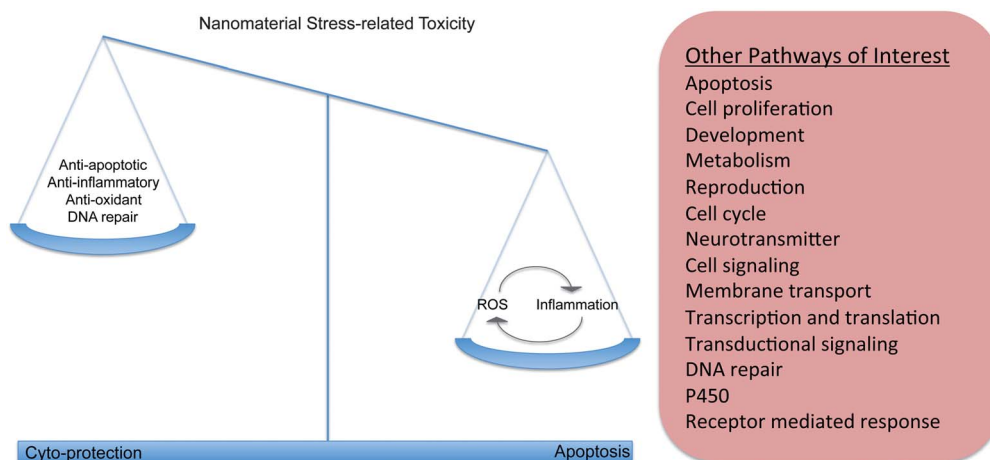 Nanomaterial Stress-related Toxicity
Anti-apoptotic
Anti-inflammatory
Anti-oxidant
DNA repair
ROS
Inflammation
Cyto-protection
Apoptosis
Other Pathways of Interest
Apoptosis
Cell proliferation
Development
Metabolism
Reproduction
Cell cycle
Neurotransmitter
Cell signaling
Membrane transport
Transcription and translation
Transductional signaling
DNA repair
P450
Receptor mediated response